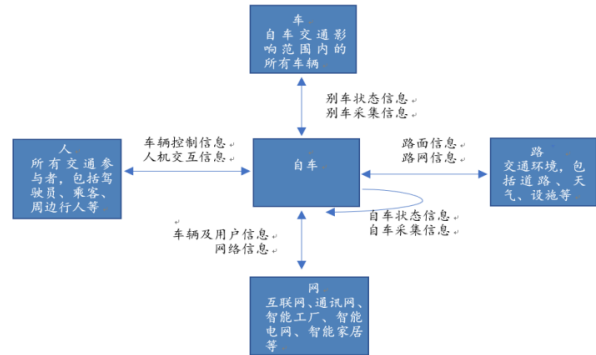 车
自车交通影
响范围内的
所有车辆
别车状态信息
别车采集信息
人
所有交通参
与者，包括驾
驶员、乘客、
周边行人等
车辆控制信息
人机交互信息
自车
路面信息
路网信息
路
交通环境，包
括道路、天
气、设施等
自车状态信息
自车采集信息
车辆及用户信息
网络信息
网
互联网、通讯网、
智能工厂、智能
电网、智能家居
等